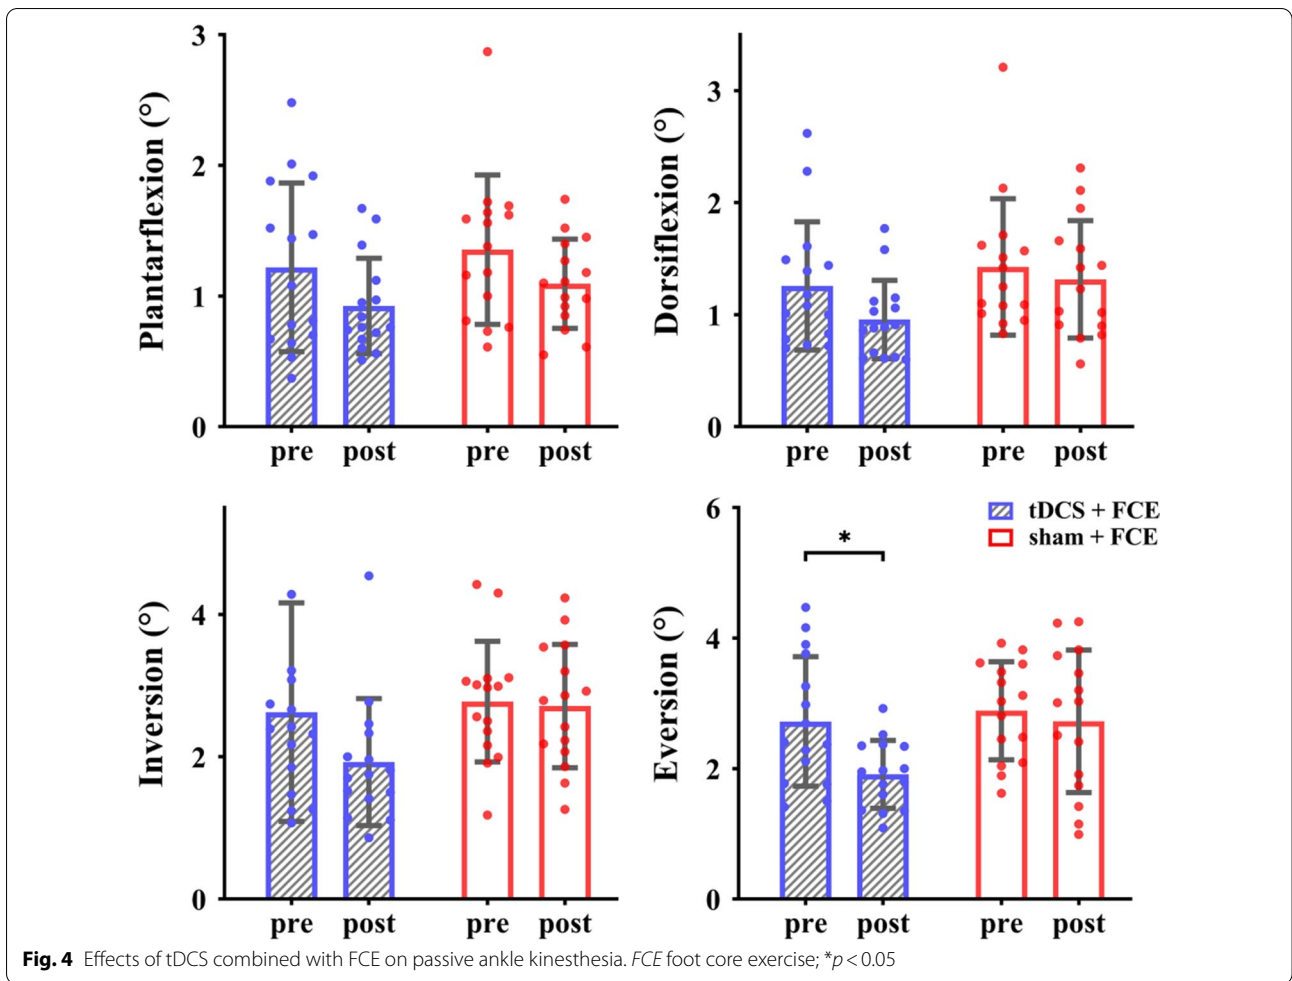 Plantarflexion (°)
3
2
1
0
pre post pre post
Dorsiflexion (°)
3
2
1
0
pre post pre post
Inversion (°)
4
2
0
pre post pre post
Eversion (°)
6
4
2
0
*
tDCS + FCE
sham + FCE
pre post pre post
Fig. 4 Effects of tDCS combined with FCE on passive ankle kinesthesia. FCE foot core exercise; *p < 0.05